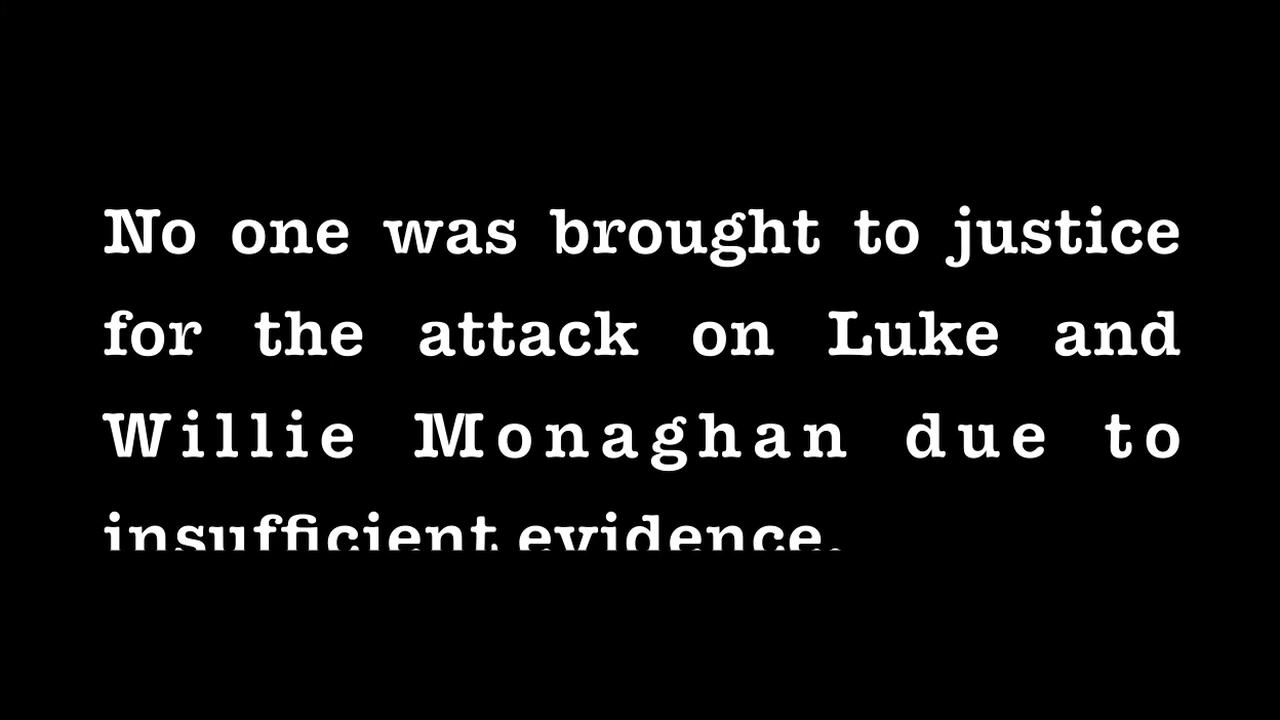 No one was brought to justice
for the attack on Luke and
Willie Monaghan due to
insufficient evidence.